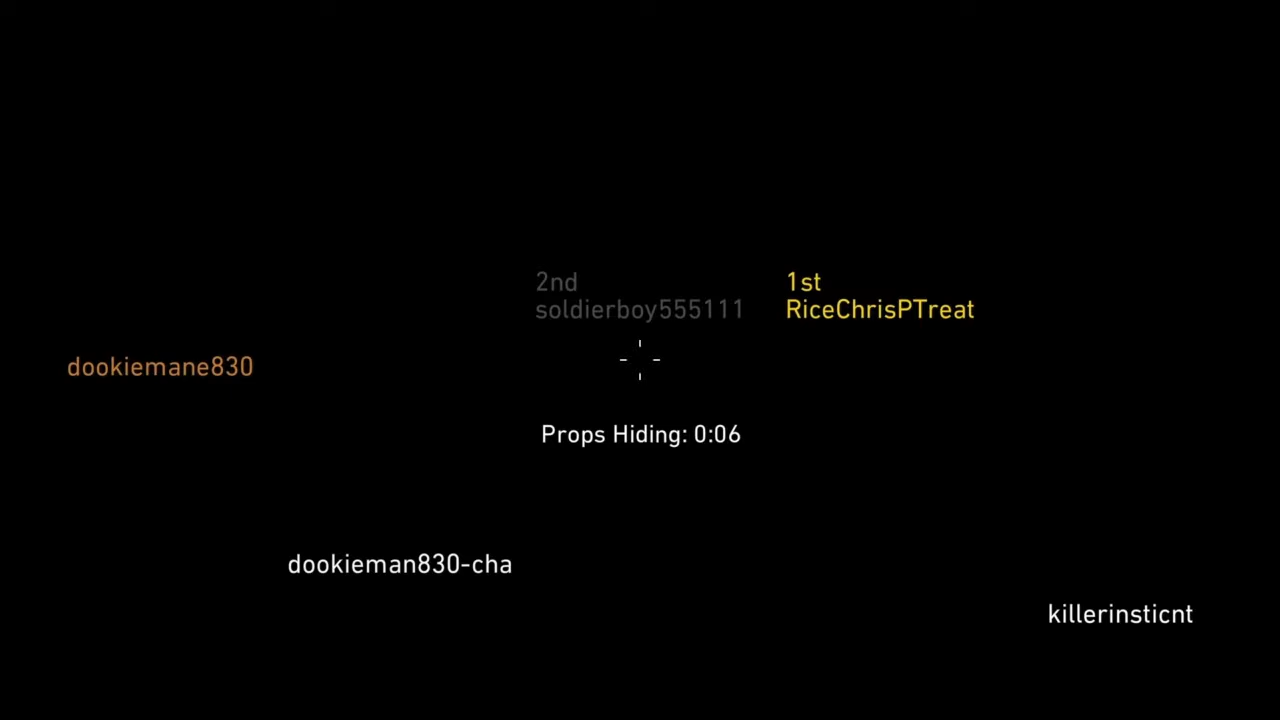 2nd
soldierboy555111
1st
RiceChrisPTreat
dookiemane830
Props Hiding: 0:06
dookieman830-cha
killerinsticnt